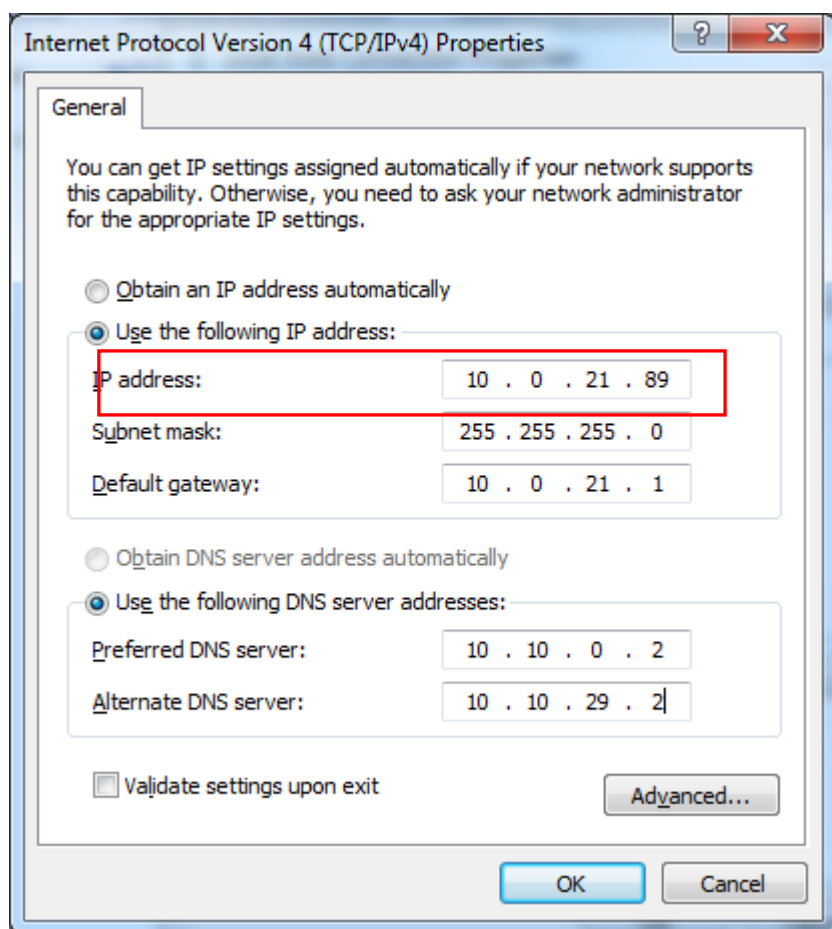 Internet Protocol Version 4 (TCP/IPv4) Properties
General
You can get IP settings assigned automatically if your network supports
this capability. Otherwise, you need to ask your network administrator
for the appropriate IP settings.
Obtain an IP address automatically
Use the following IP address:
IP address: 10 . 0 . 21 . 89
Subnet mask: 255 . 255 . 255 . 0
Default gateway: 10 . 0 . 21 . 1
Obtain DNS server address automatically
Use the following DNS server addresses:
Preferred DNS server: 10 . 10 . 0 . 2
Alternate DNS server: 10 . 10 . 29 . 2
Validate settings upon exit
Advanced...
OK Cancel